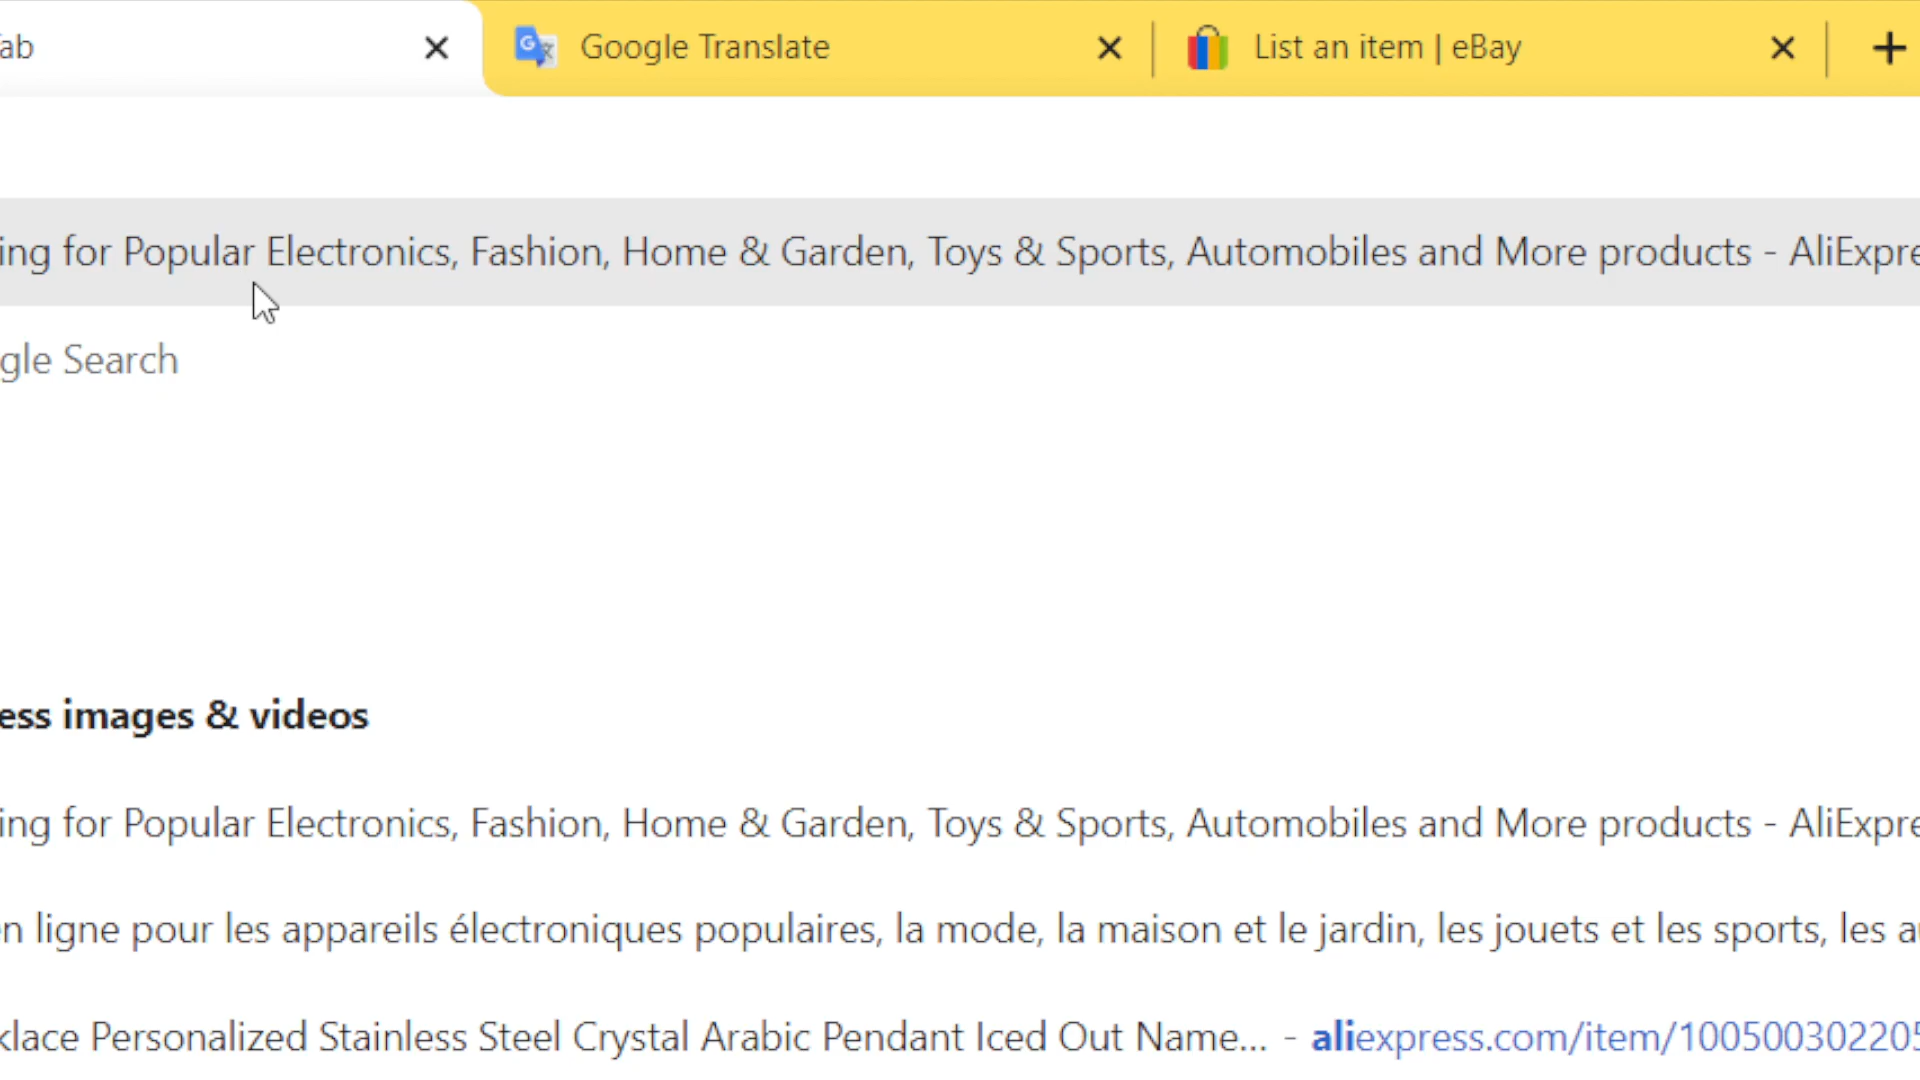 ab
Google Translate
List an item | eBay
ing for Popular Electronics, Fashion, Home & Garden, Toys & Sports, Automobiles and More products - AliExpre
gle Search
ess images & videos
ing for Popular Electronics, Fashion, Home & Garden, Toys & Sports, Automobiles and More products - AliExpre
n ligne pour les appareils électroniques populaires, la mode, la maison et le jardin, les jouets et les sports, les au
klace Personalized Stainless Steel Crystal Arabic Pendant Iced Out Name... - aliexpress.com/item/100500302205